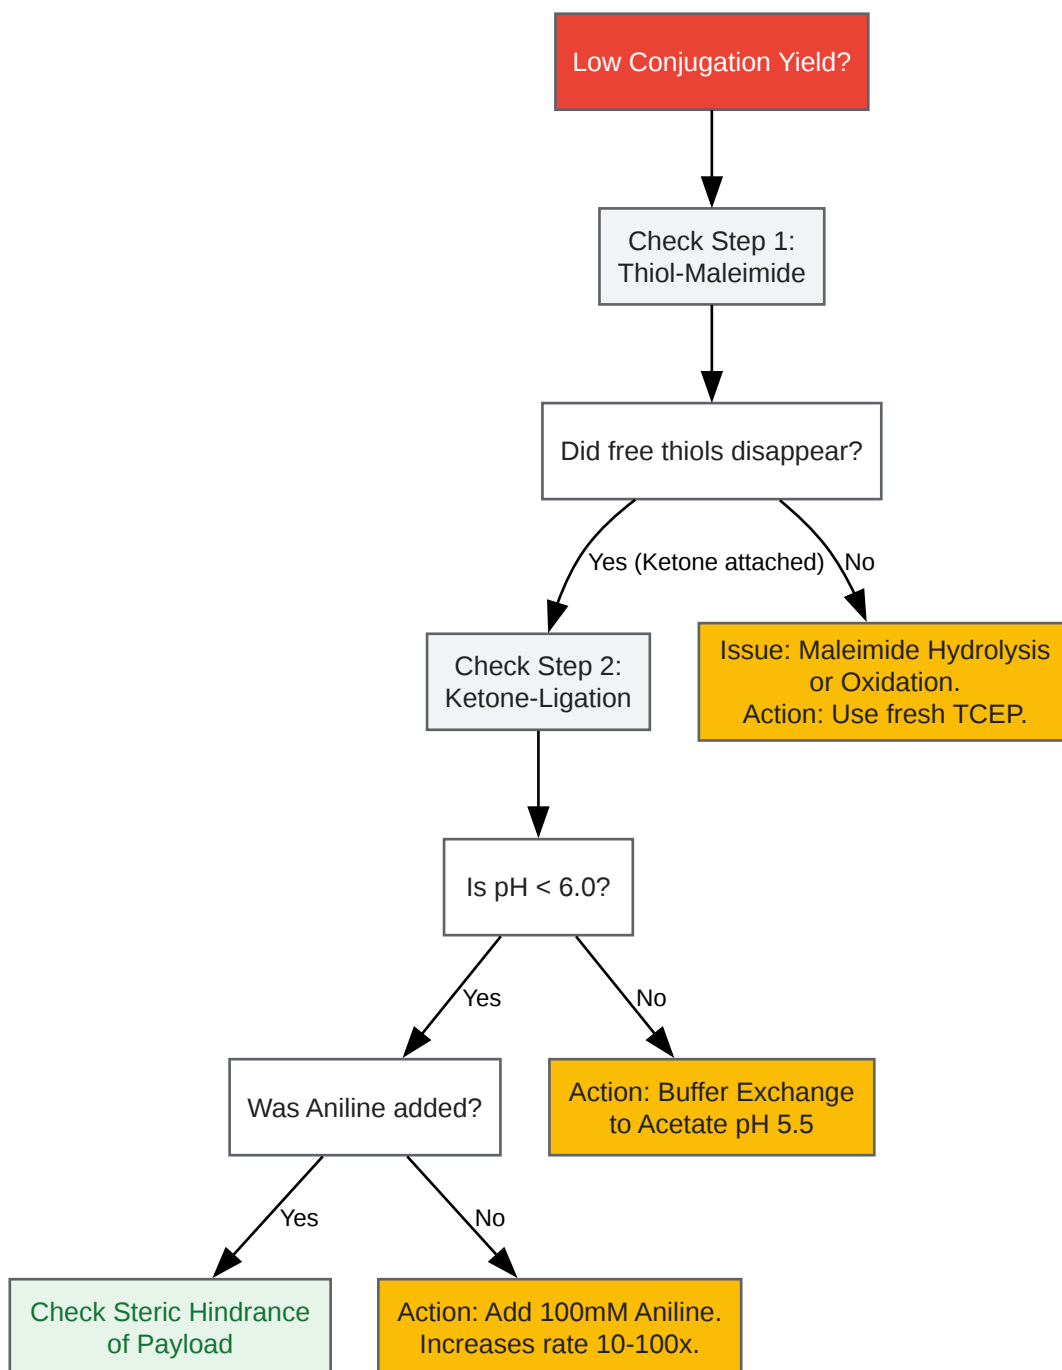 Low Conjugation Yield?
Check Step 1:
Thiol-Maleimide
Did free thiols disappear?
Yes (Ketone attached)
No
Check Step 2:
Ketone-Ligation
Issue: Maleimide Hydrolysis
or Oxidation.
Action: Use fresh TCEP.
Is pH < 6.0?
Yes
No
Was Aniline added?
Action: Buffer Exchange
to Acetate pH 5.5
Yes
No
Check Steric Hindrance
of Payload
Action: Add 100mM Aniline.
Increases rate 10-100x.